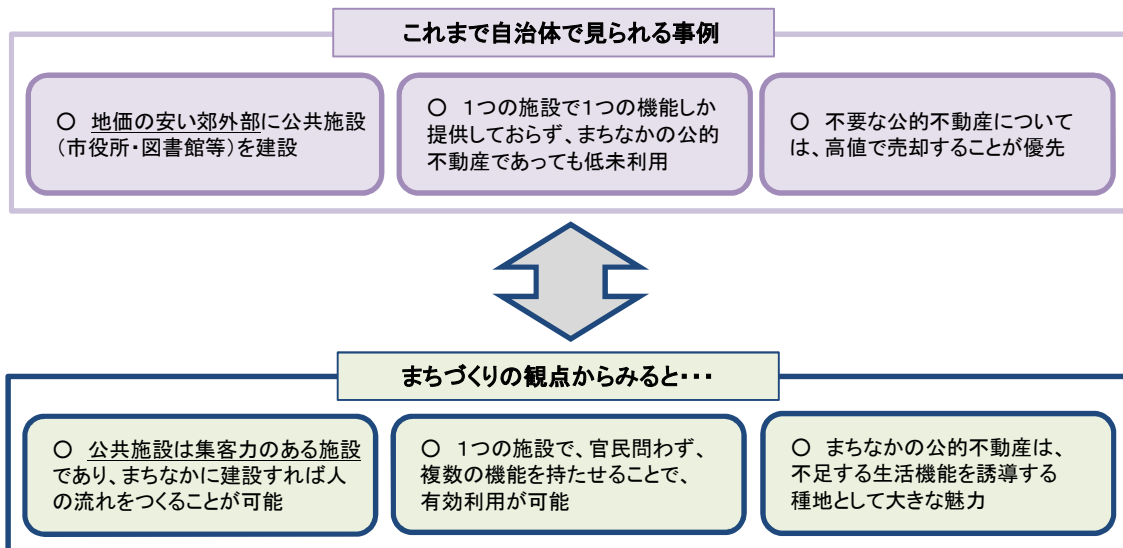 これまで自治体で見られる事例
○ 地価の安い郊外部に公共施設
(市役所・図書館等)を建設
○ 1つの施設で1つの機能しか
提供しておらず、まちなかの公的
不動産であっても低未利用
○ 不要な公的不動産について
は、高値で売却することが優先
まちづくりの観点からみると・・・
○ 公共施設は集客力のある施設
であり、まちなかに建設すれば人
の流れをつくることが可能
○ 1つの施設で、官民問わず、
複数の機能を持たせることで、
有効利用が可能
○ まちなかの公的不動産は、
不足する生活機能を誘導する
種地として大きな魅力